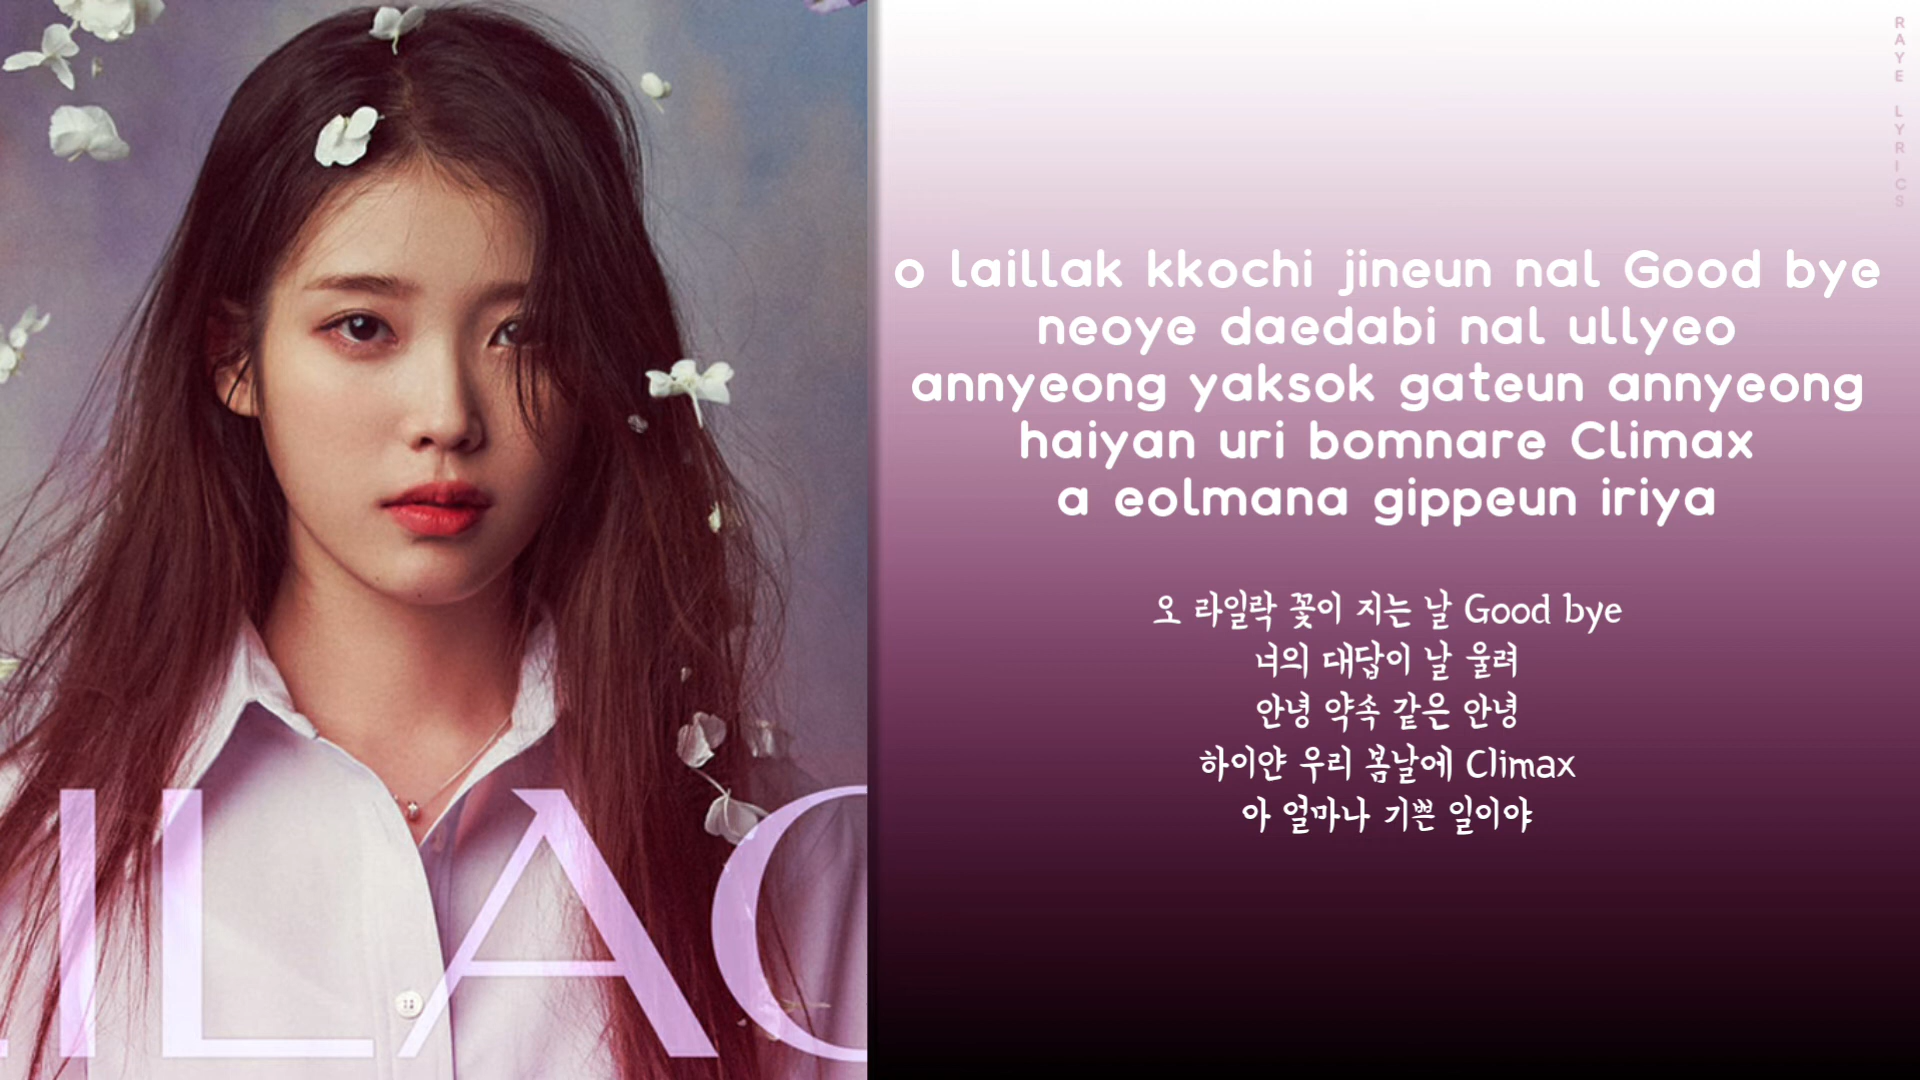 LILAC
RAYE LYRICS
o laillak kkochi jineun nal Good bye
neoye daedabi nal ullyeo
annyeong yaksok gateun annyeong
haiyan uri bomnare Climax
a eolmana gippeun iriya
오 라일락 꽃이 지는 날 Good bye
너의 대답이 날 울려
안녕 약속 같은 안녕
하이얀 우리 봄날에 Climax
아 얼마나 기쁜 일이야